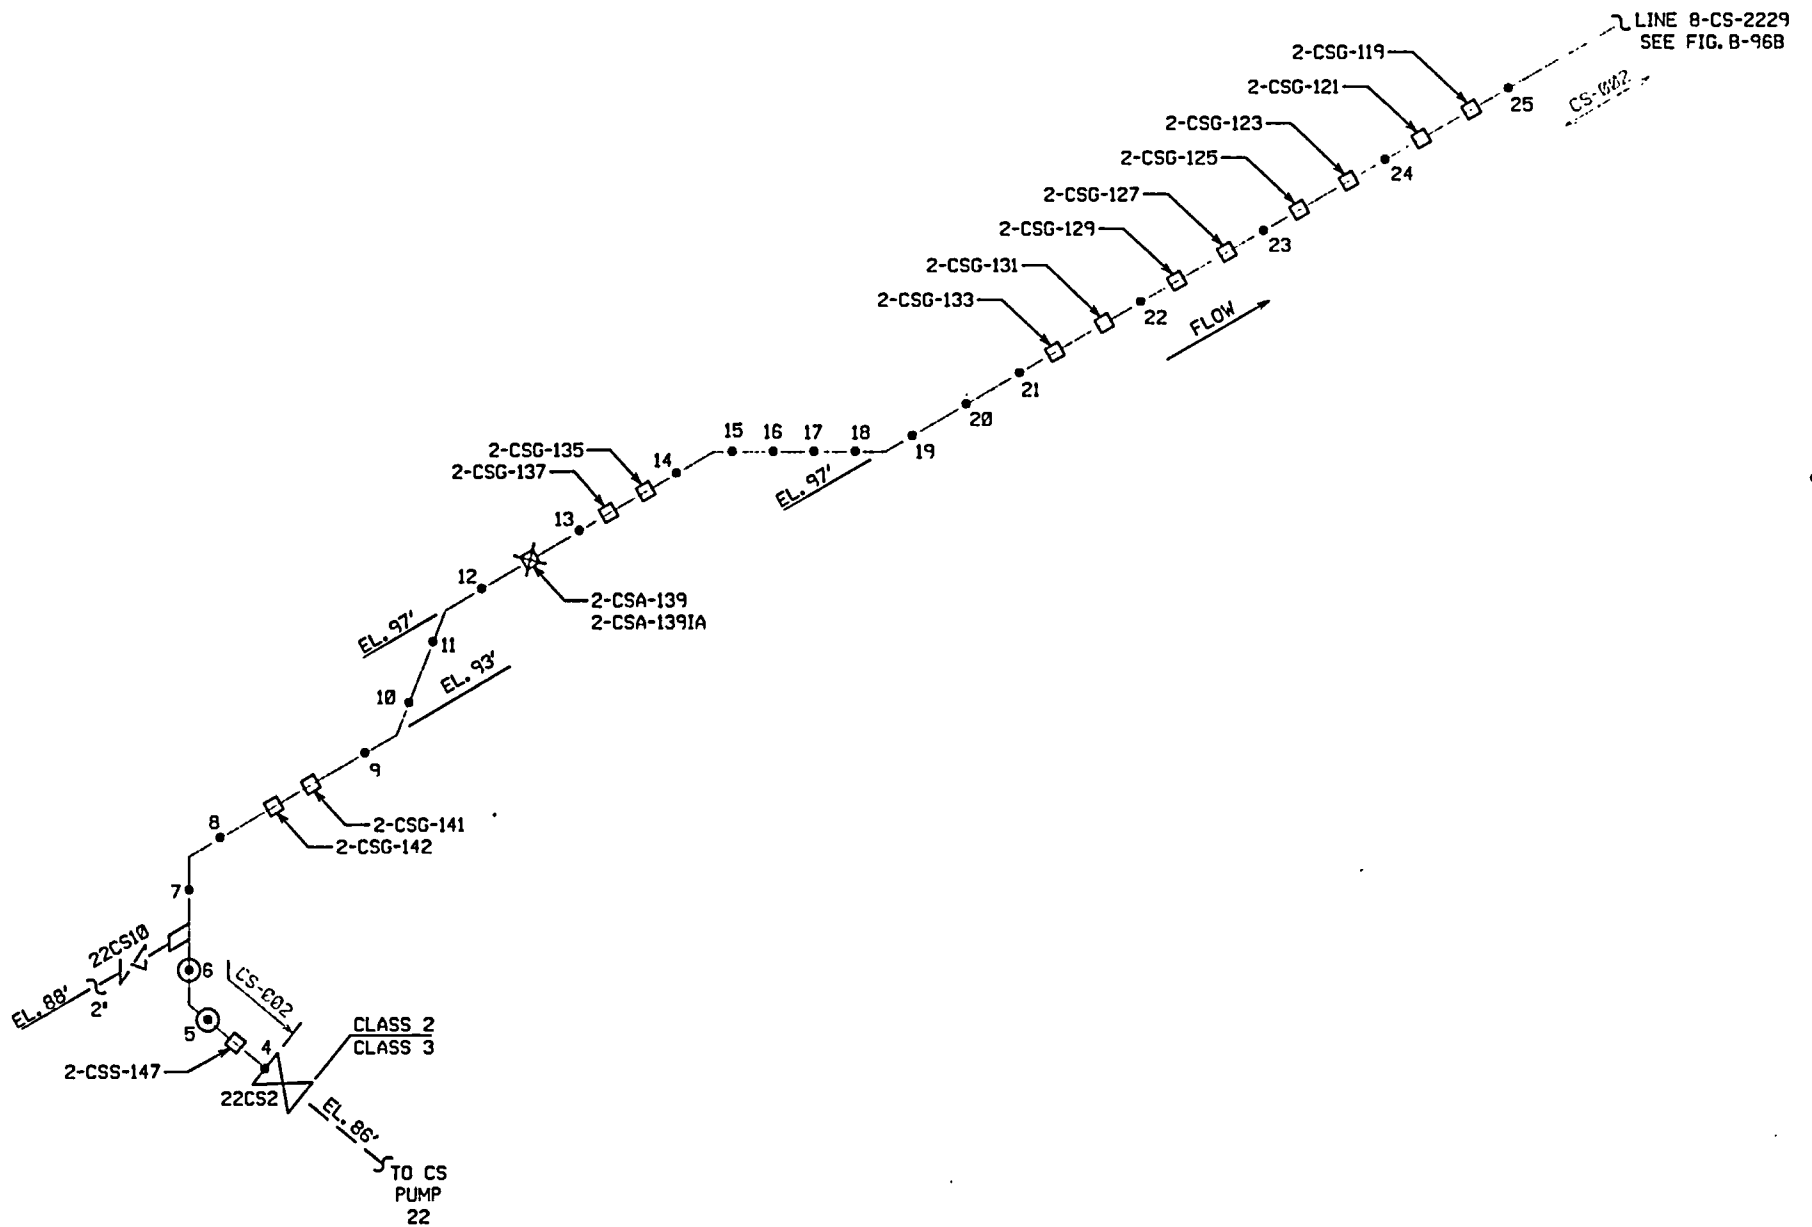 LINE 8-CS-2229
SEE FIG. B-96B
2-CSG-119
2-CSG-121
25
CS-002
2-CSG-123
2-CSG-125
24
2-CSG-127
2-CSG-129
23
2-CSG-131
2-CSG-133
22
FLOW
21
20
19
18
17
16
15
EL. 97'
2-CSG-135
2-CSG-137
14
13
12
2-CSA-139
2-CSA-139IA
EL. 97'
11
EL. 93'
10
9
8
2-CSG-141
2-CSG-142
7
22CS10
6
CS-002
EL. 88'
2"
5
4
CLASS 2
CLASS 3
2-CSS-147
22CS2
EL. 86'
TO CS
PUMP
22